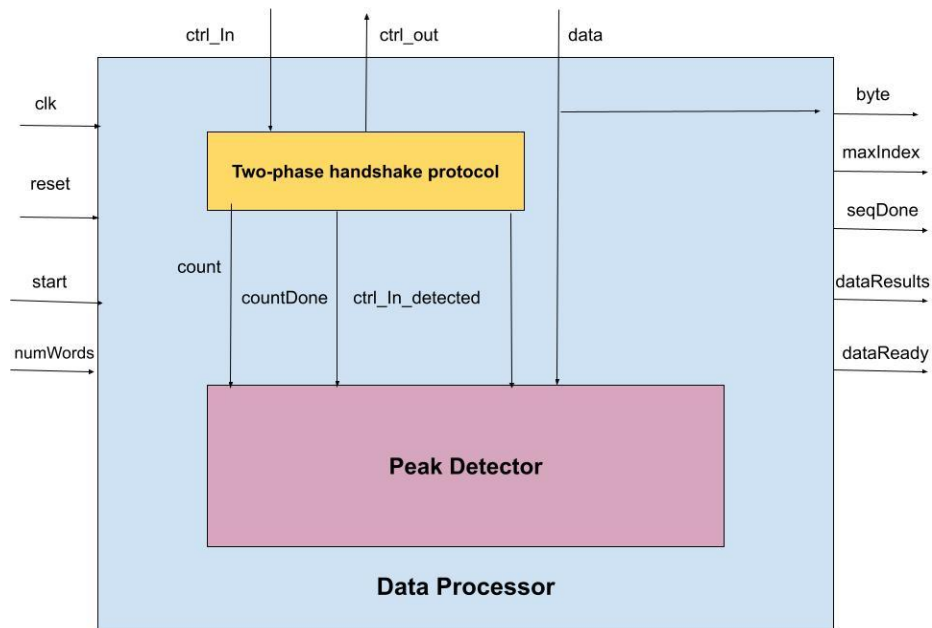 ctrl_In
ctrl_out
data
clk
byte
maxIndex
Two-phase handshake protocol
reset
seqDone
count
start
countDone
ctrl_In_detected
dataResults
numWords
dataReady
Peak Detector
Data Processor